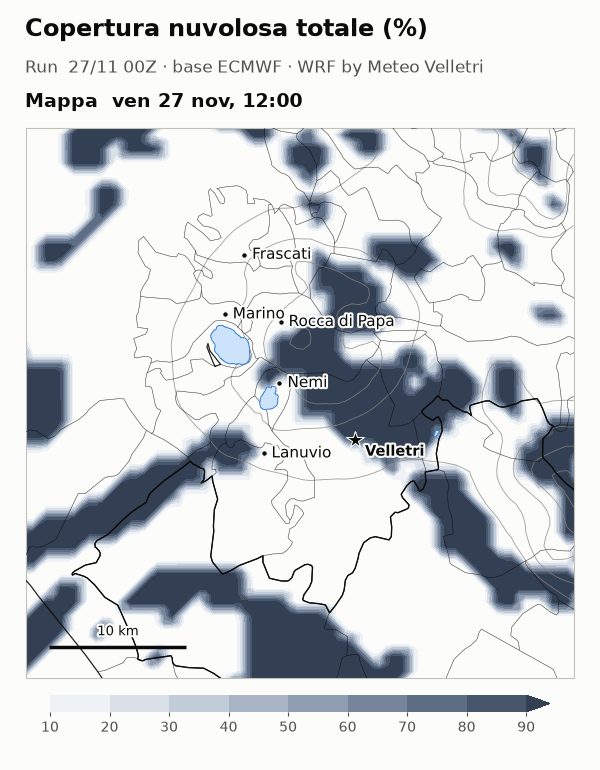 Copertura nuvolosa totale (%)
Run  27/11 00Z · base ECMWF · WRF by Meteo Velletri
Mappa  ven 27 nov, 12:00
Frascati
Marino
Rocca di Papa
Nemi
Velletri
Lanuvio
10 km
10 20 30 40 50 60 70 80 90